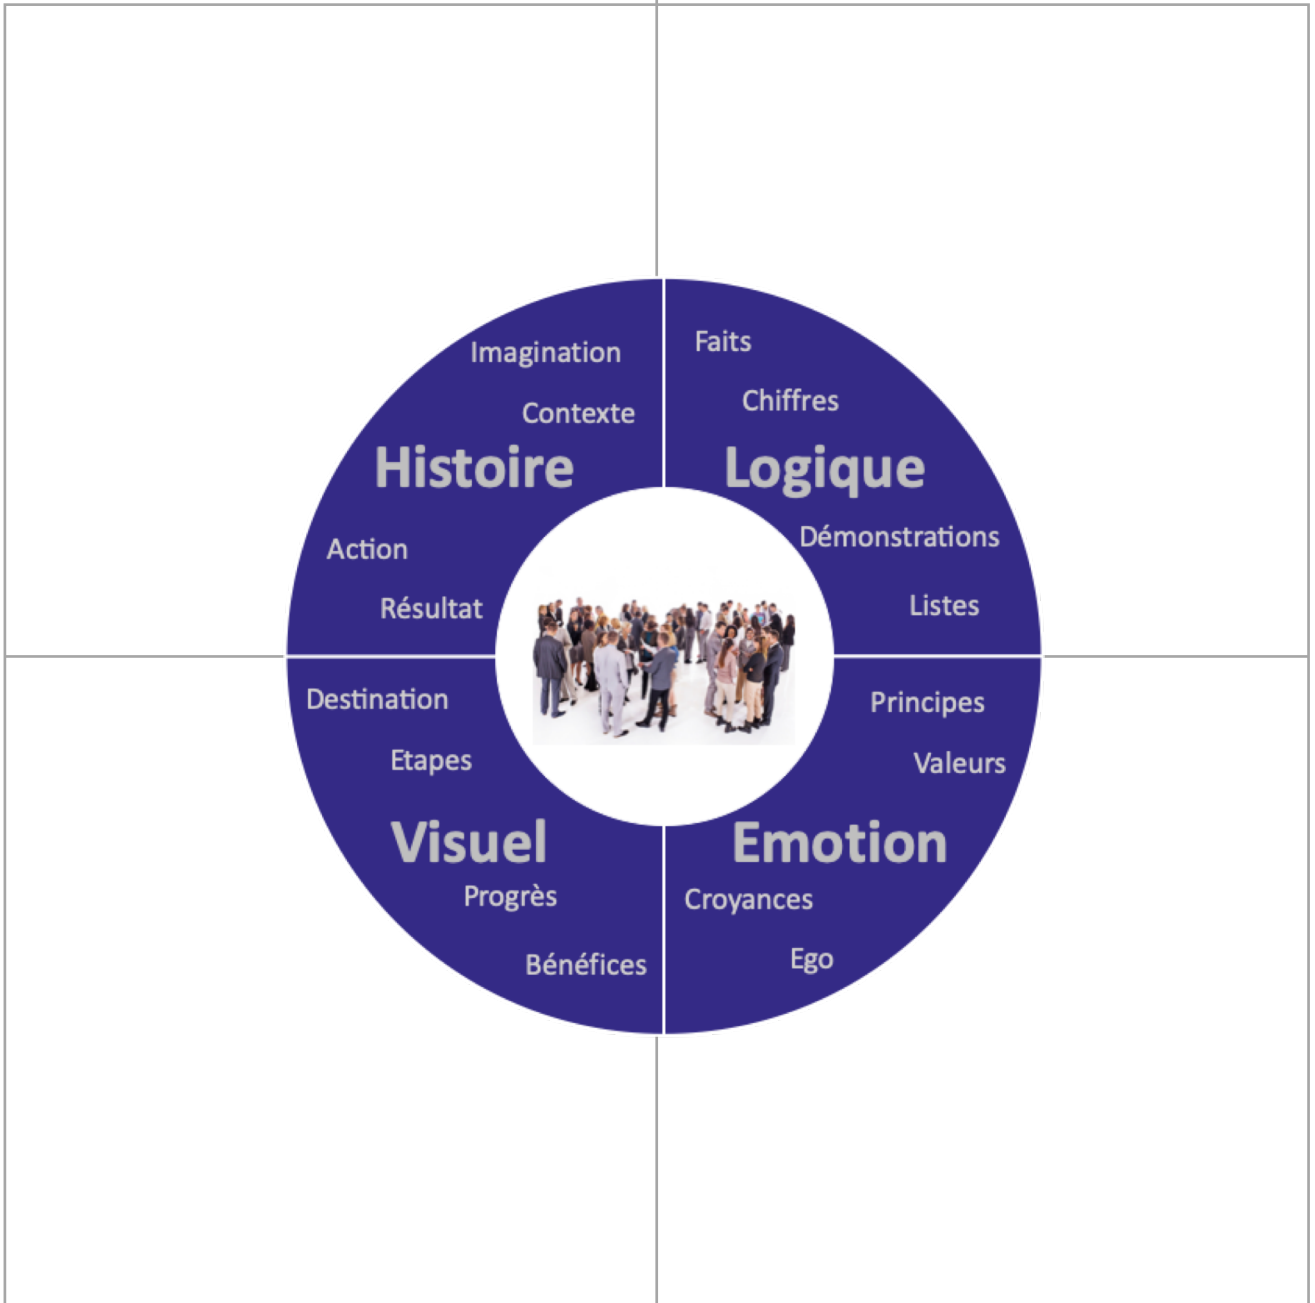 Imagination
Contexte
Histoire
Action
Résultat
Faits
Chiffres
Logique
Démonstrations
Listes
Destination
Etapes
Visuel
Progrès
Bénéfices
Principes
Valeurs
Emotion
Croyances
Ego